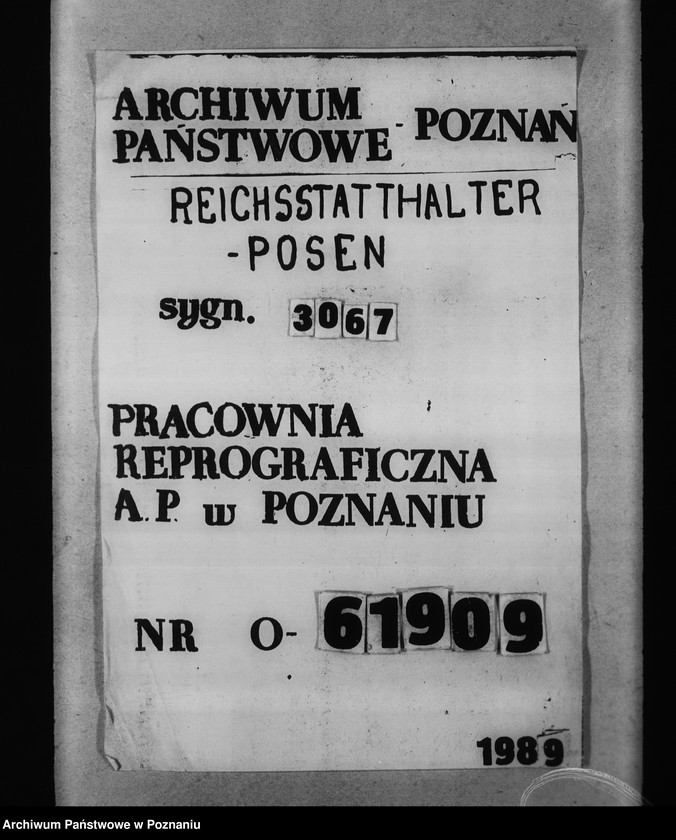 ARCHIWUM
PAŃSTWOWE - POZNAŃ
REICHSSTATTHALTER
-POSEN
sygn. 3067
PRACOWNIA
REPROGRAFICZNA
A.P. w POZNANIU
NR O- 61909
1989
Archiwum Państwowe w Poznaniu